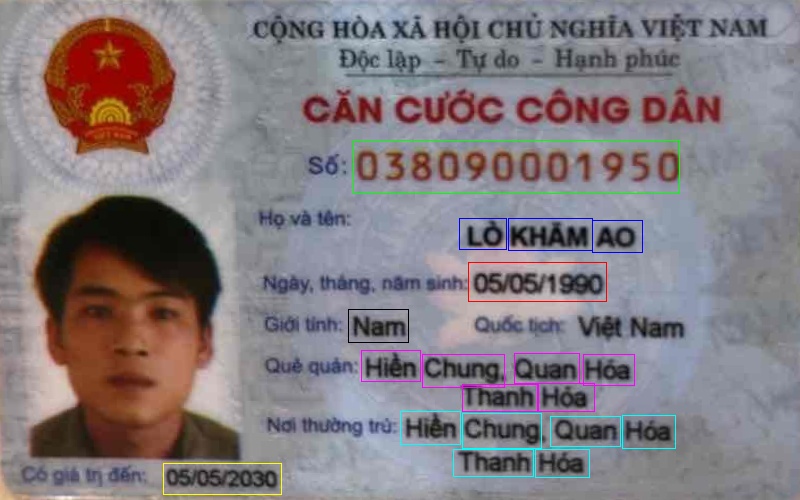 CỘNG HÒA XÃ HỘI CHỦ NGHĨA VIỆT NAM
Độc lập - Tự do - Hạnh phúc
CĂN CƯỚC CÔNG DÂN
Số: 038090001950
Họ và tên:
LÒ KHĂM AO
Ngày, tháng, năm sinh: 05/05/1990
Giới tính: Nam Quốc tịch: Việt Nam
Quê quán: Hiền Chung, Quan Hóa
Thanh Hóa
Nơi thường trú: Hiền Chung, Quan Hóa
Thanh Hóa
Có giá trị đến: 05/05/2030